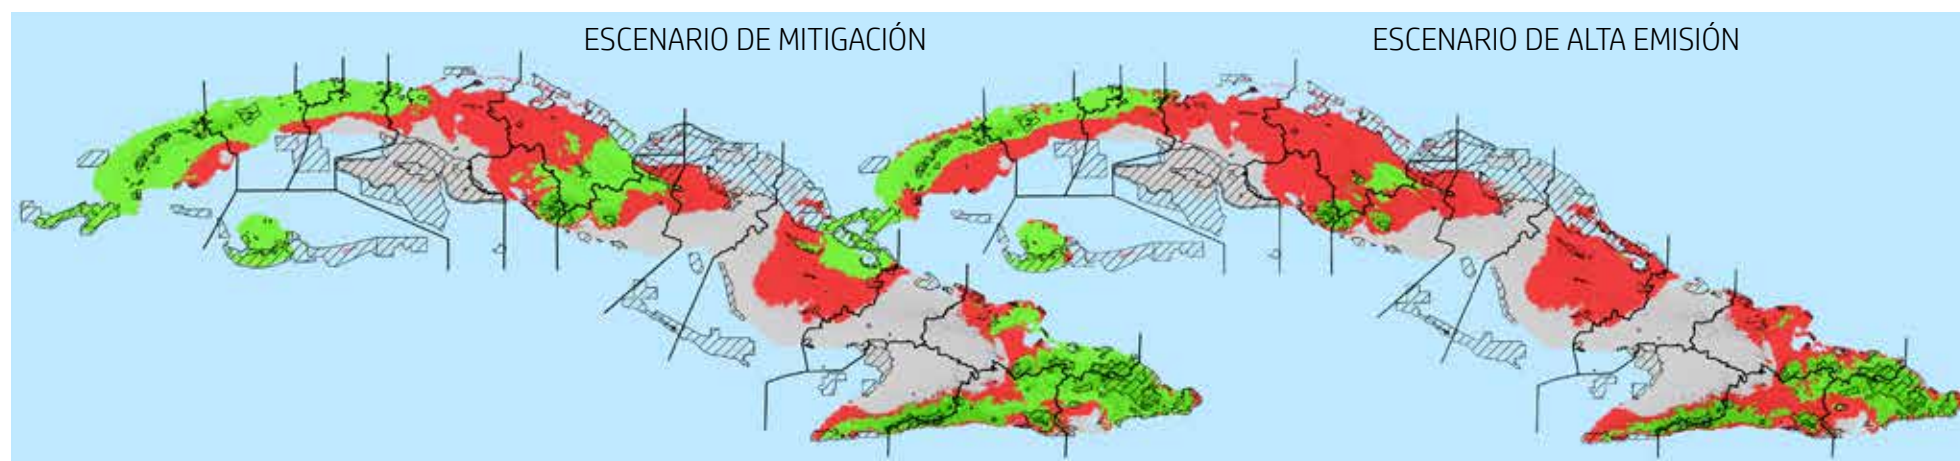 ESCENARIO DE MITIGACIÓN
ESCENARIO DE ALTA EMISIÓN